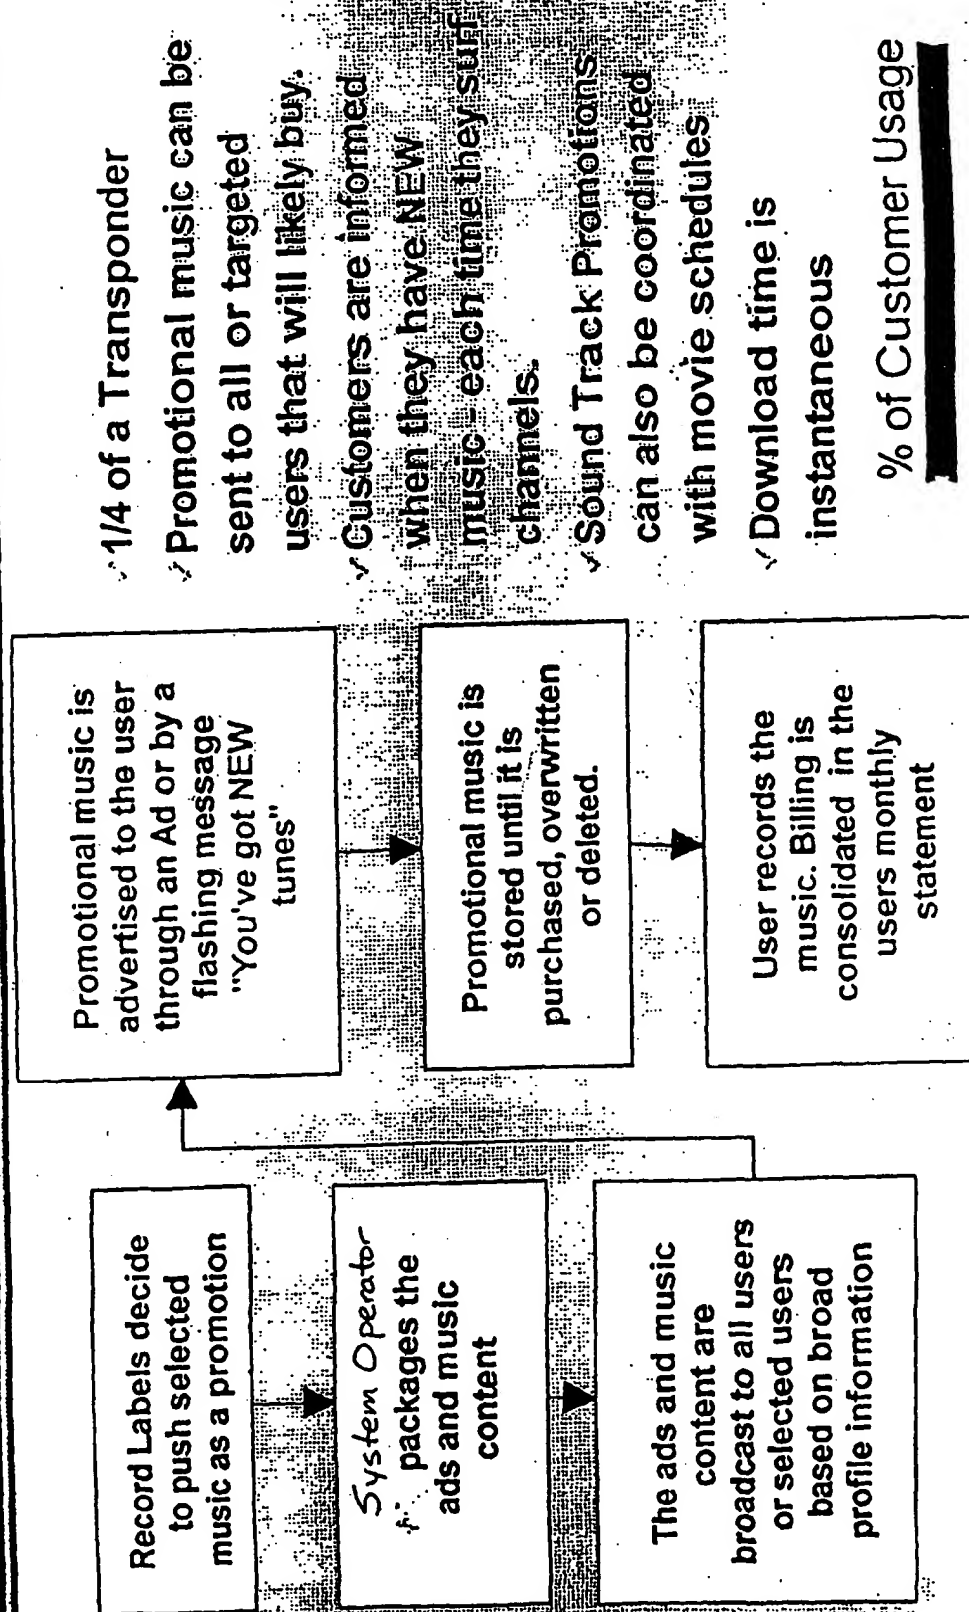 Record Labels decide
to push selected
music as a promotion
System Operator
packages the
ads and music
content
The ads and music
content are
broadcast to all users
or selected users
based on broad
profile information
Promotional music is
advertised to the user
through an Ad or by a
flashing message
"You've got NEW
tunes"
Promotional music is
stored until it is
purchased, overwritten
or deleted.
User records the
music. Billing is
consolidated in the
users monthly
statement
✓ 1/4 of a Transponder
✓ Promotional music can be
sent to all or targeted
users that will likely buy.
✓ Customers are informed
when they have NEW
music - each time they surf
channels.
✓ Sound Track Promotions
can also be coordinated
with movie schedules
✓ Download time is
instantaneous
% of Customer Usage